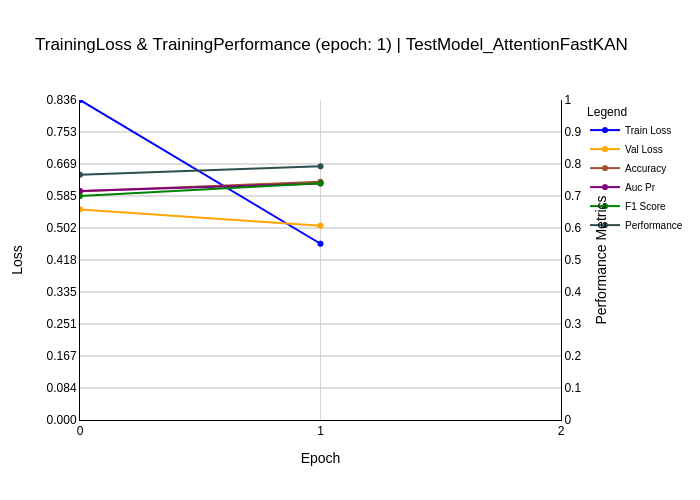 TrainingLoss & TrainingPerformance (epoch: 1) | TestModel_AttentionFastKAN
0.836
0.753
0.669
0.585
0.502
0.418
0.335
0.251
0.167
0.084
0.000
Loss
0
1
2
Epoch
1
0.9
0.8
0.7
0.6
0.5
0.4
0.3
0.2
0.1
0
Performance Metrics
Legend
Train Loss
Val Loss
Accuracy
Auc Pr
F1 Score
Performance